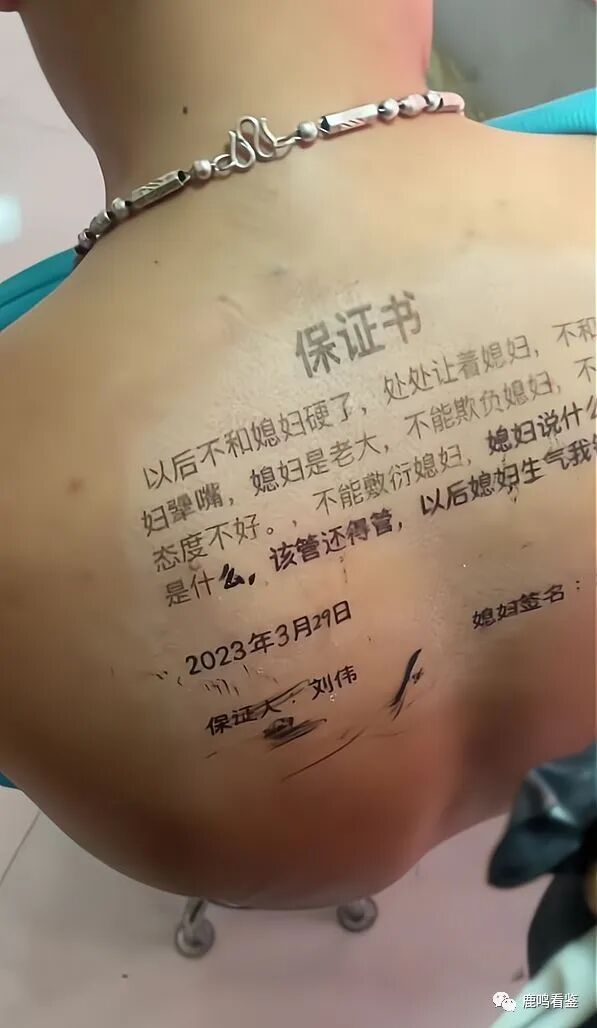 保证书
以后不和媳妇硬了，处处让着媳妇，不和
妇犟嘴，媳妇是老大，不能欺负媳妇，不
态度不好。，不能敷衍媳妇，媳妇说什么
是什么，该管还得管，以后媳妇生气我
2023年3月29日
媳妇签名：
保证人：刘伟
鹿鸣看鉴